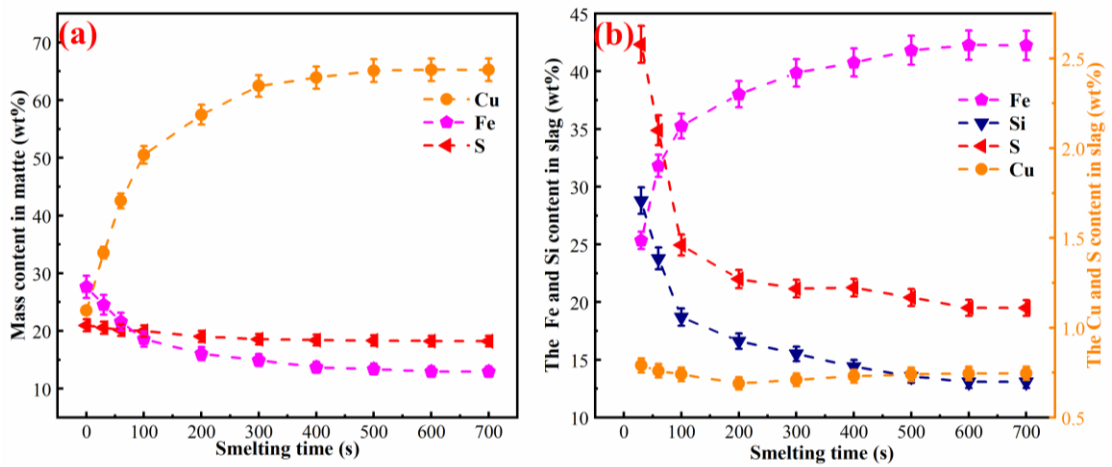 (a)
Mass content in matte (wt%)
70
60
50
40
30
20
10
Cu
Fe
S
0 100 200 300 400 500 600 700
Smelting time (s)
(b)
The Fe and Si content in slag (wt%)
45
40
35
30
25
20
15
10
Fe
Si
S
Cu
0 100 200 300 400 500 600 700
Smelting time (s)
2.5
2.0
1.5
1.0
0.5
The Cu and S content in slag (wt%)